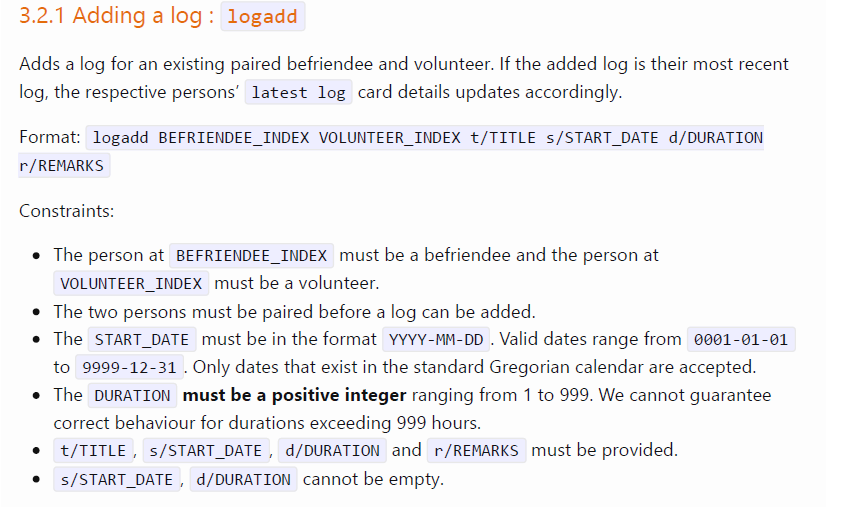 3.2.1 Adding a log : logadd
Adds a log for an existing paired befriendee and volunteer. If the added log is their most recent
log, the respective persons’ latest log card details updates accordingly.
Format: logadd BEFRIENDEE_INDEX VOLUNTEER_INDEX t/TITLE s/START_DATE d/DURATION
r/REMARKS
Constraints:
• The person at BEFRIENDEE_INDEX must be a befriendee and the person at
VOLUNTEER_INDEX must be a volunteer.
• The two persons must be paired before a log can be added.
• The START_DATE must be in the format YYYY-MM-DD. Valid dates range from 0001-01-01
to 9999-12-31. Only dates that exist in the standard Gregorian calendar are accepted.
• The DURATION must be a positive integer ranging from 1 to 999. We cannot guarantee
correct behaviour for durations exceeding 999 hours.
• t/TITLE, s/START_DATE, d/DURATION and r/REMARKS must be provided.
• s/START_DATE, d/DURATION cannot be empty.